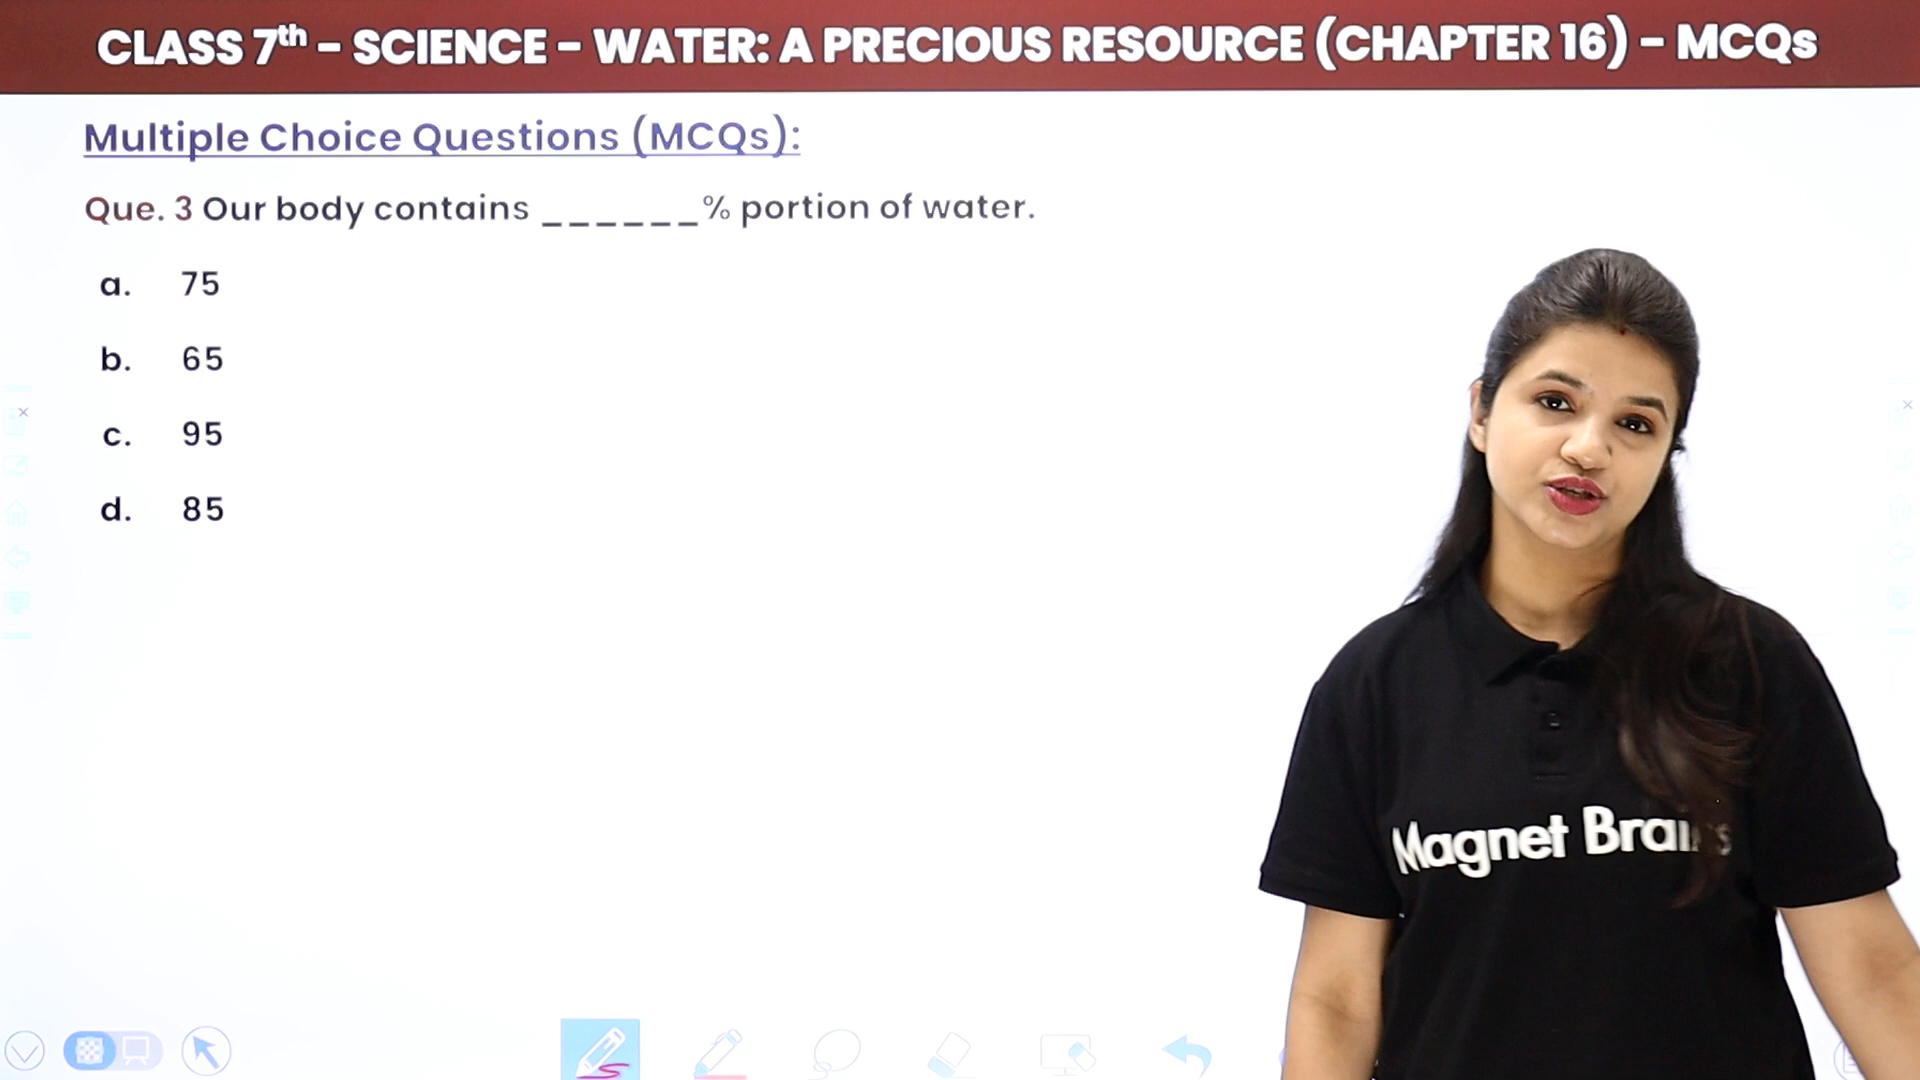 CLASS 7th – SCIENCE – WATER: A PRECIOUS RESOURCE (CHAPTER 16) – MCQs
Multiple Choice Questions (MCQs):
Que. 3 Our body contains ______% portion of water.
a. 75
b. 65
c. 95
d. 85
Magnet Brains